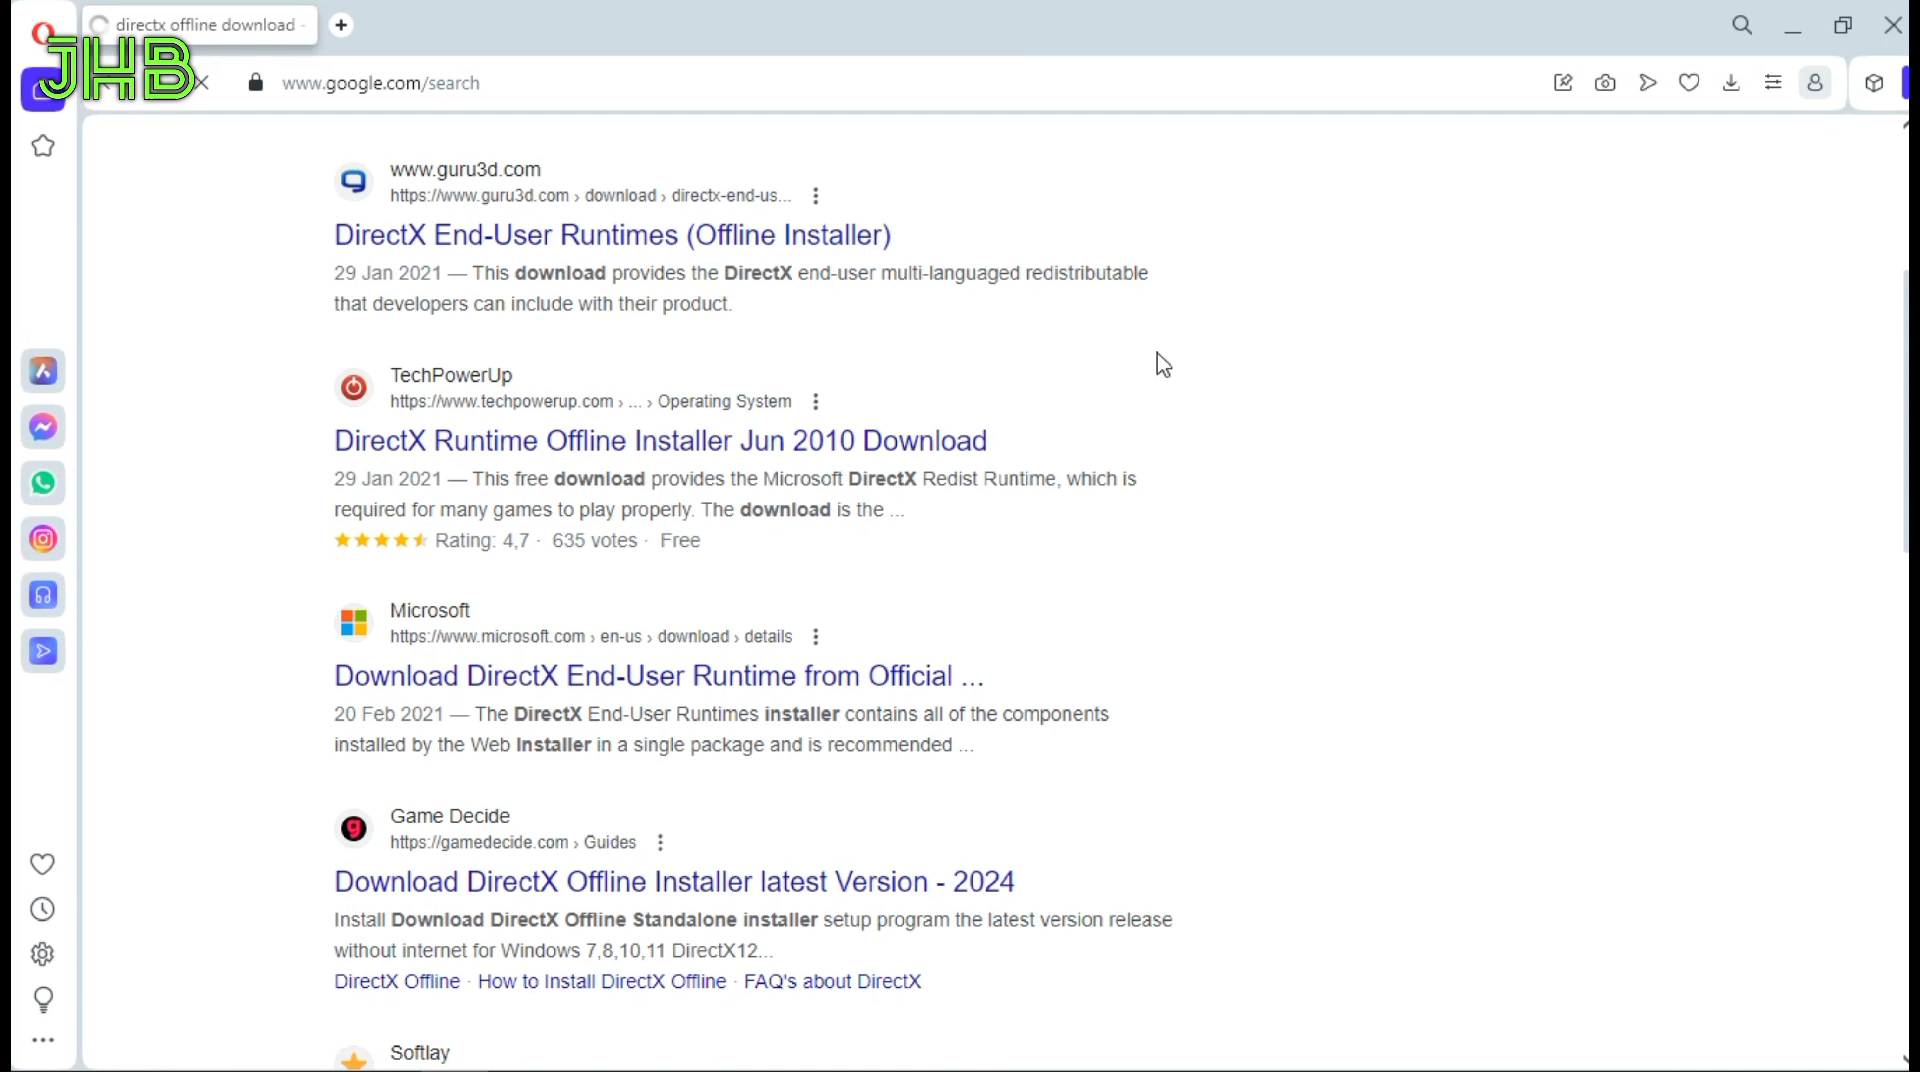 directx offline download -
JHB
www.google.com/search
www.guru3d.com
https://www.guru3d.com › download › directx-end-us...
DirectX End-User Runtimes (Offline Installer)
29 Jan 2021 — This download provides the DirectX end-user multi-languaged redistributable
that developers can include with their product.
TechPowerUp
https://www.techpowerup.com › ... › Operating System
DirectX Runtime Offline Installer Jun 2010 Download
29 Jan 2021 — This free download provides the Microsoft DirectX Redist Runtime, which is
required for many games to play properly. The download is the ...
Rating: 4,7 · 635 votes · Free
Microsoft
https://www.microsoft.com › en-us › download › details
Download DirectX End-User Runtime from Official ...
20 Feb 2021 — The DirectX End-User Runtimes installer contains all of the components
installed by the Web Installer in a single package and is recommended ...
Game Decide
https://gamedecide.com › Guides
Download DirectX Offline Installer latest Version - 2024
Install Download DirectX Offline Standalone installer setup program the latest version release
without internet for Windows 7,8,10,11 DirectX12...
DirectX Offline · How to Install DirectX Offline · FAQ's about DirectX
Softlay